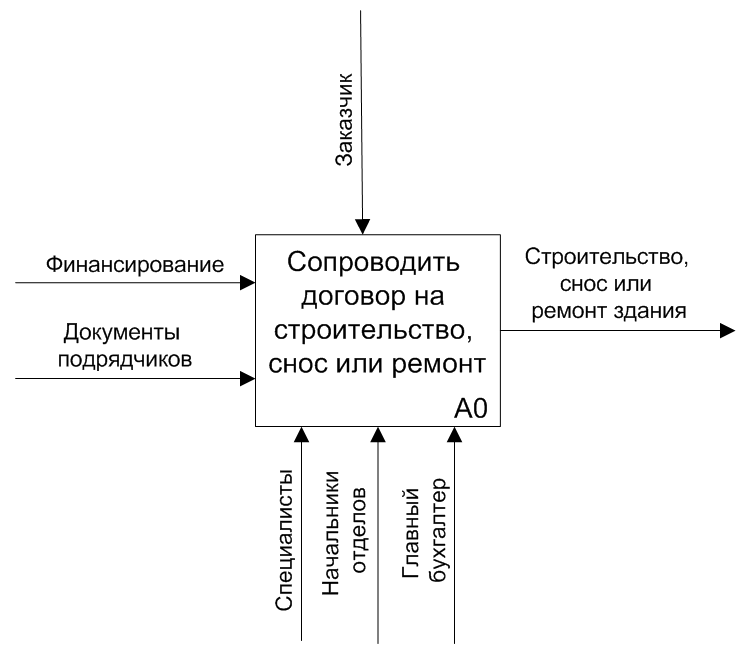 Заказчик
Финансирование
Документы
подрядчиков
Сопроводить
договор на
строительство,
снос или ремонт
А0
Строительство,
снос или
ремонт здания
Специалисты
Начальники
отделов
Главный
бухгалтер